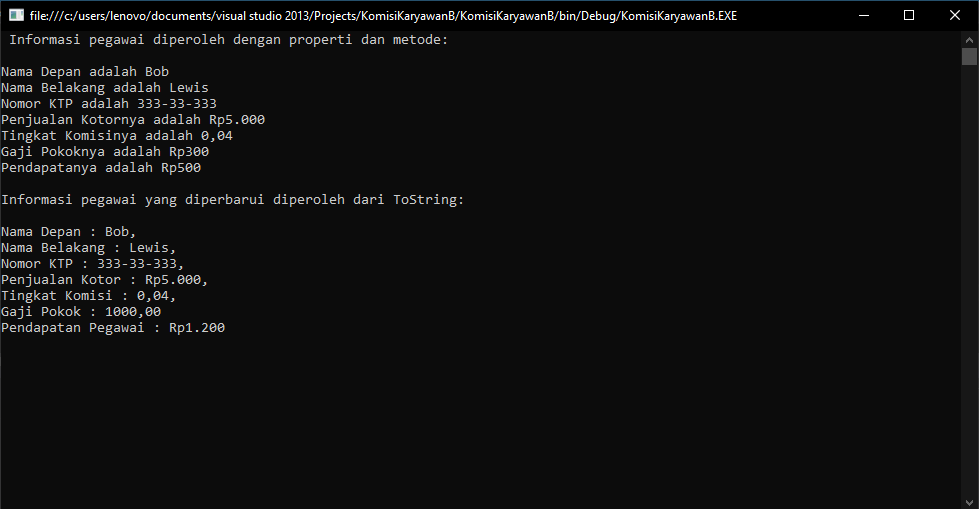 file:///c:/users/lenovo/documents/visual studio 2013/Projects/KomisiKaryawanB/KomisiKaryawanB/bin/Debug/KomisiKaryawanB.EXE
Informasi pegawai diperoleh dengan properti dan metode:
Nama Depan adalah Bob
Nama Belakang adalah Lewis
Nomor KTP adalah 333-33-333
Penjualan Kotornya adalah Rp5.000
Tingkat Komisinya adalah 0,04
Gaji Pokoknya adalah Rp300
Pendapatanya adalah Rp500
Informasi pegawai yang diperbarui diperoleh dari ToString:
Nama Depan : Bob,
Nama Belakang : Lewis,
Nomor KTP : 333-33-333,
Penjualan Kotor : Rp5.000,
Tingkat Komisi : 0,04,
Gaji Pokok : 1000,00
Pendapatan Pegawai : Rp1.200